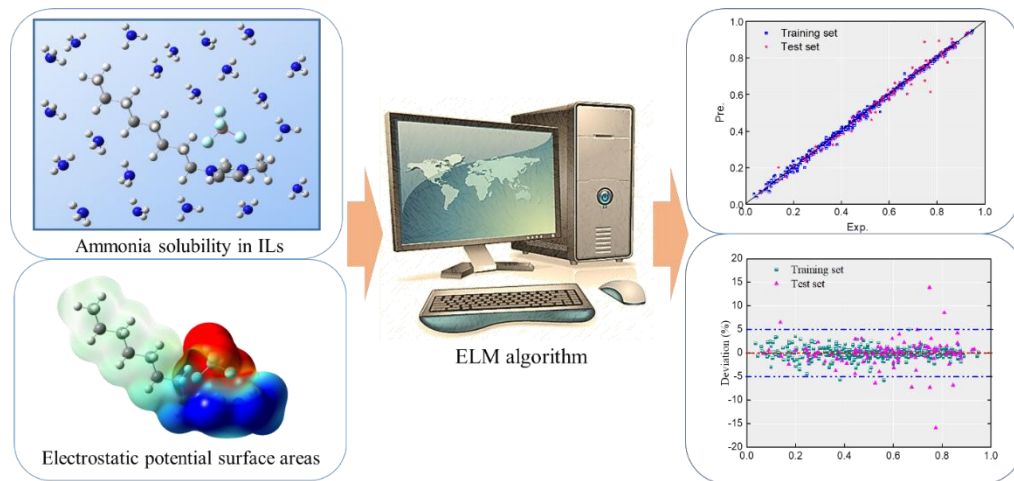 Ammonia solubility in ILs
Electrostatic potential surface areas
ELM algorithm
Training set
Test set
Pre.
1.0
0.8
0.6
0.4
0.2
0.0
0.0 0.2 0.4 0.6 0.8 1.0
Exp.
Training set
Test set
Deviation (%)
20
15
10
5
0
-5
-10
-15
-20
0.0 0.2 0.4 0.6 0.8 1.0